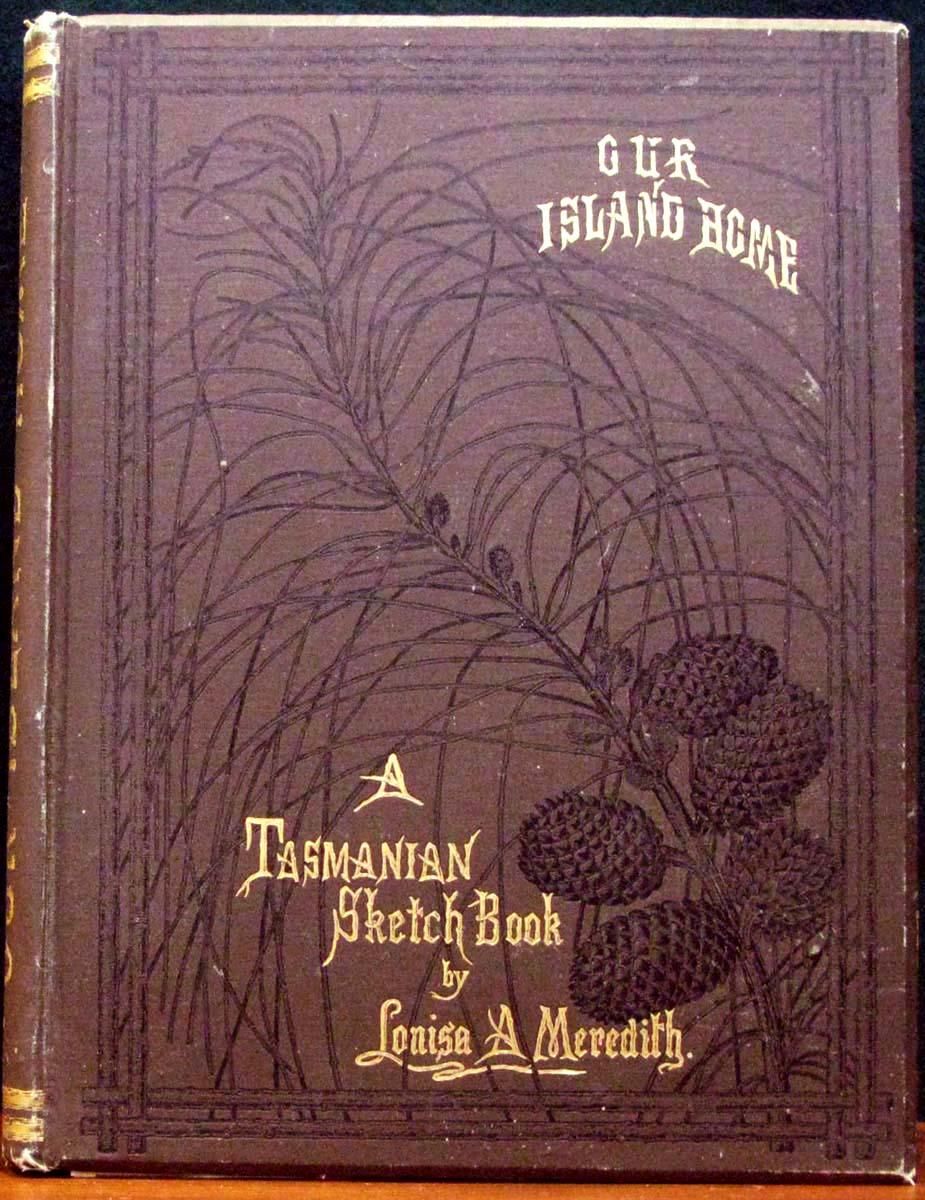 OUR
ISLAND HOME
A
TASMANIAN
Sketch Book
by
Louisa A Meredith.